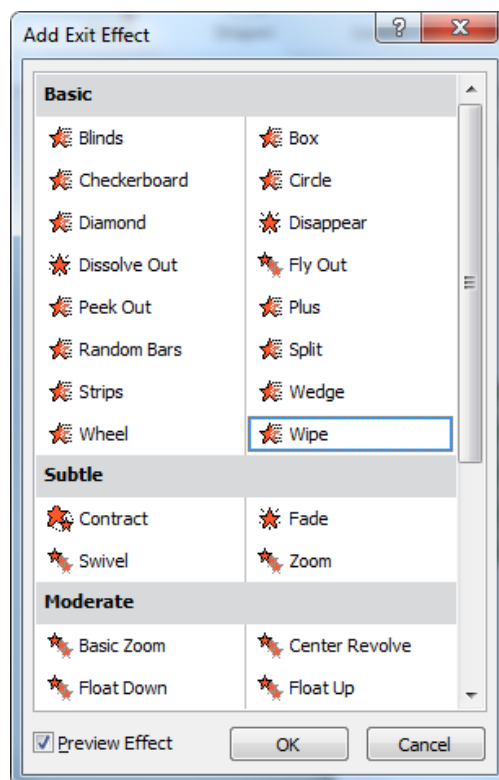 Add Exit Effect
?
X
Basic
Blinds
Box
Checkerboard
Circle
Diamond
Disappear
Dissolve Out
Fly Out
Peek Out
Plus
Random Bars
Split
Strips
Wedge
Wheel
Wipe
Subtle
Contract
Fade
Swivel
Zoom
Moderate
Basic Zoom
Center Revolve
Float Down
Float Up
Preview Effect
OK
Cancel